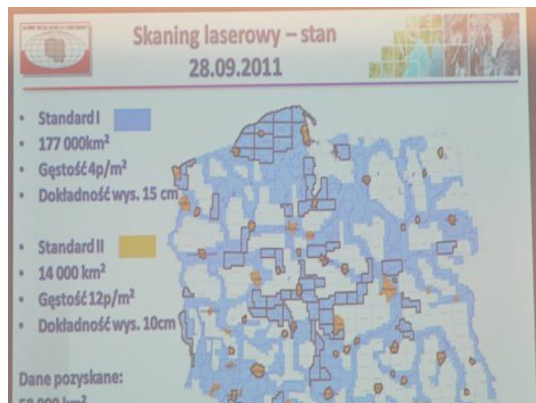 Skaning laserowy – stan
28.09.2011
• Standard I
• 177 000km²
• Gęstość 4p/m²
• Dokładność wys. 15 cm
• Standard II
• 14 000 km²
• Gęstość 12p/m²
• Dokładność wys. 10cm
Dane pozyskane: